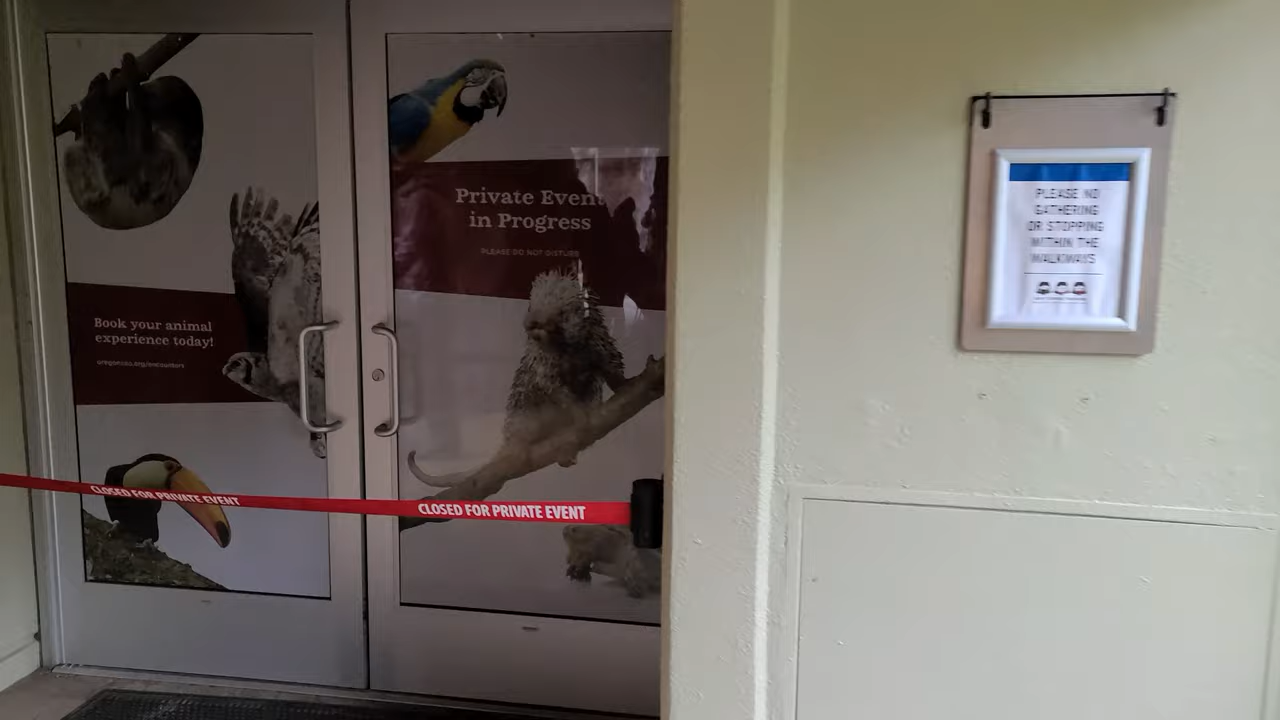 Book your animal
experience today!
oregonzoo.org/encounters
Private Event
in Progress
PLEASE DO NOT DISTURB
CLOSED FOR PRIVATE EVENT
CLOSED FOR PRIVATE EVENT
PLEASE NO
GATHERING
OR STOPPING
WITHIN THE
WALKWAYS